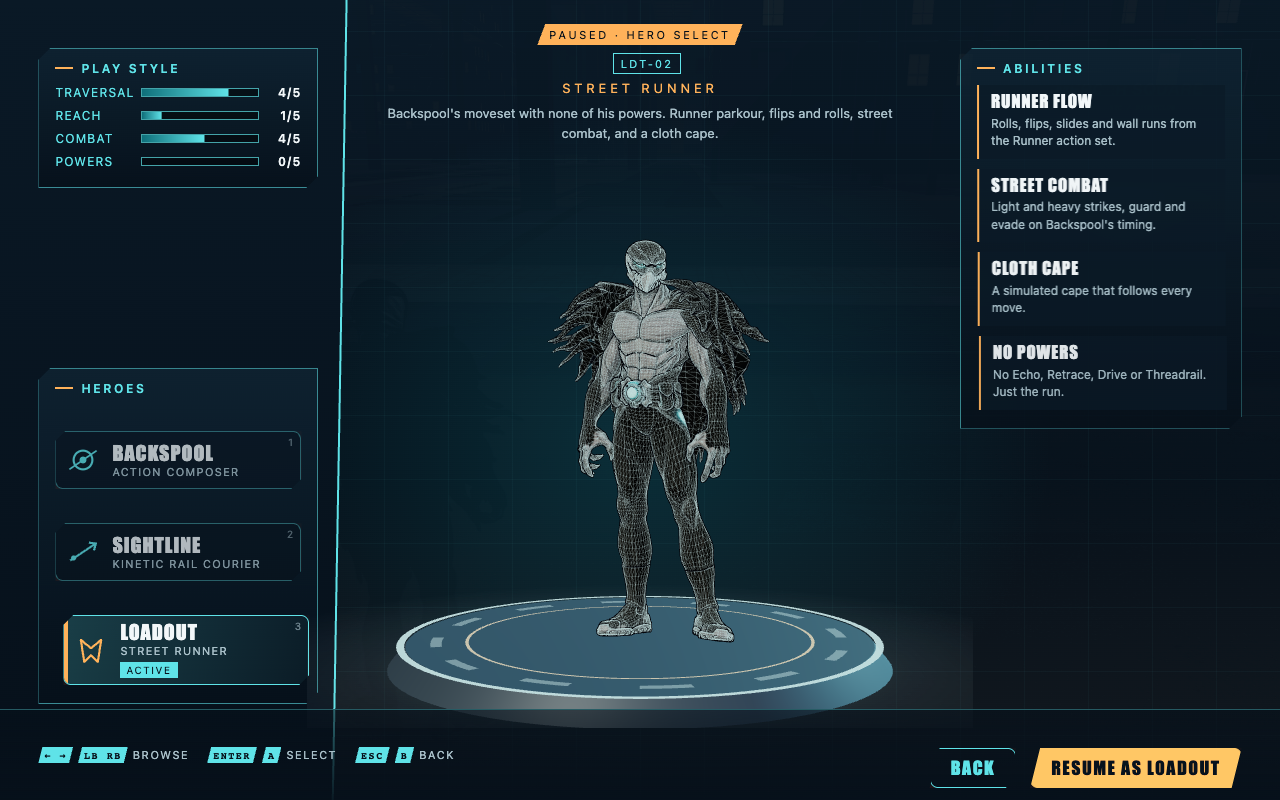 PAUSED · HERO SELECT
LDT-02
STREET RUNNER
Backspool's moveset with none of his powers. Runner parkour, flips and rolls, street
combat, and a cloth cape.
PLAY STYLE
TRAVERSAL 4/5
REACH 1/5
COMBAT 4/5
POWERS 0/5
HEROES
BACKSPOOL 1
ACTION COMPOSER
SIGHTLINE 2
KINETIC RAIL COURIER
LOADOUT 3
STREET RUNNER
ACTIVE
ABILITIES
RUNNER FLOW
Rolls, flips, slides and wall runs from
the Runner action set.
STREET COMBAT
Light and heavy strikes, guard and
evade on Backspool's timing.
CLOTH CAPE
A simulated cape that follows every
move.
NO POWERS
No Echo, Retrace, Drive or Threadrail.
Just the run.
← → LB RB BROWSE ENTER A SELECT ESC B BACK
BACK
RESUME AS LOADOUT